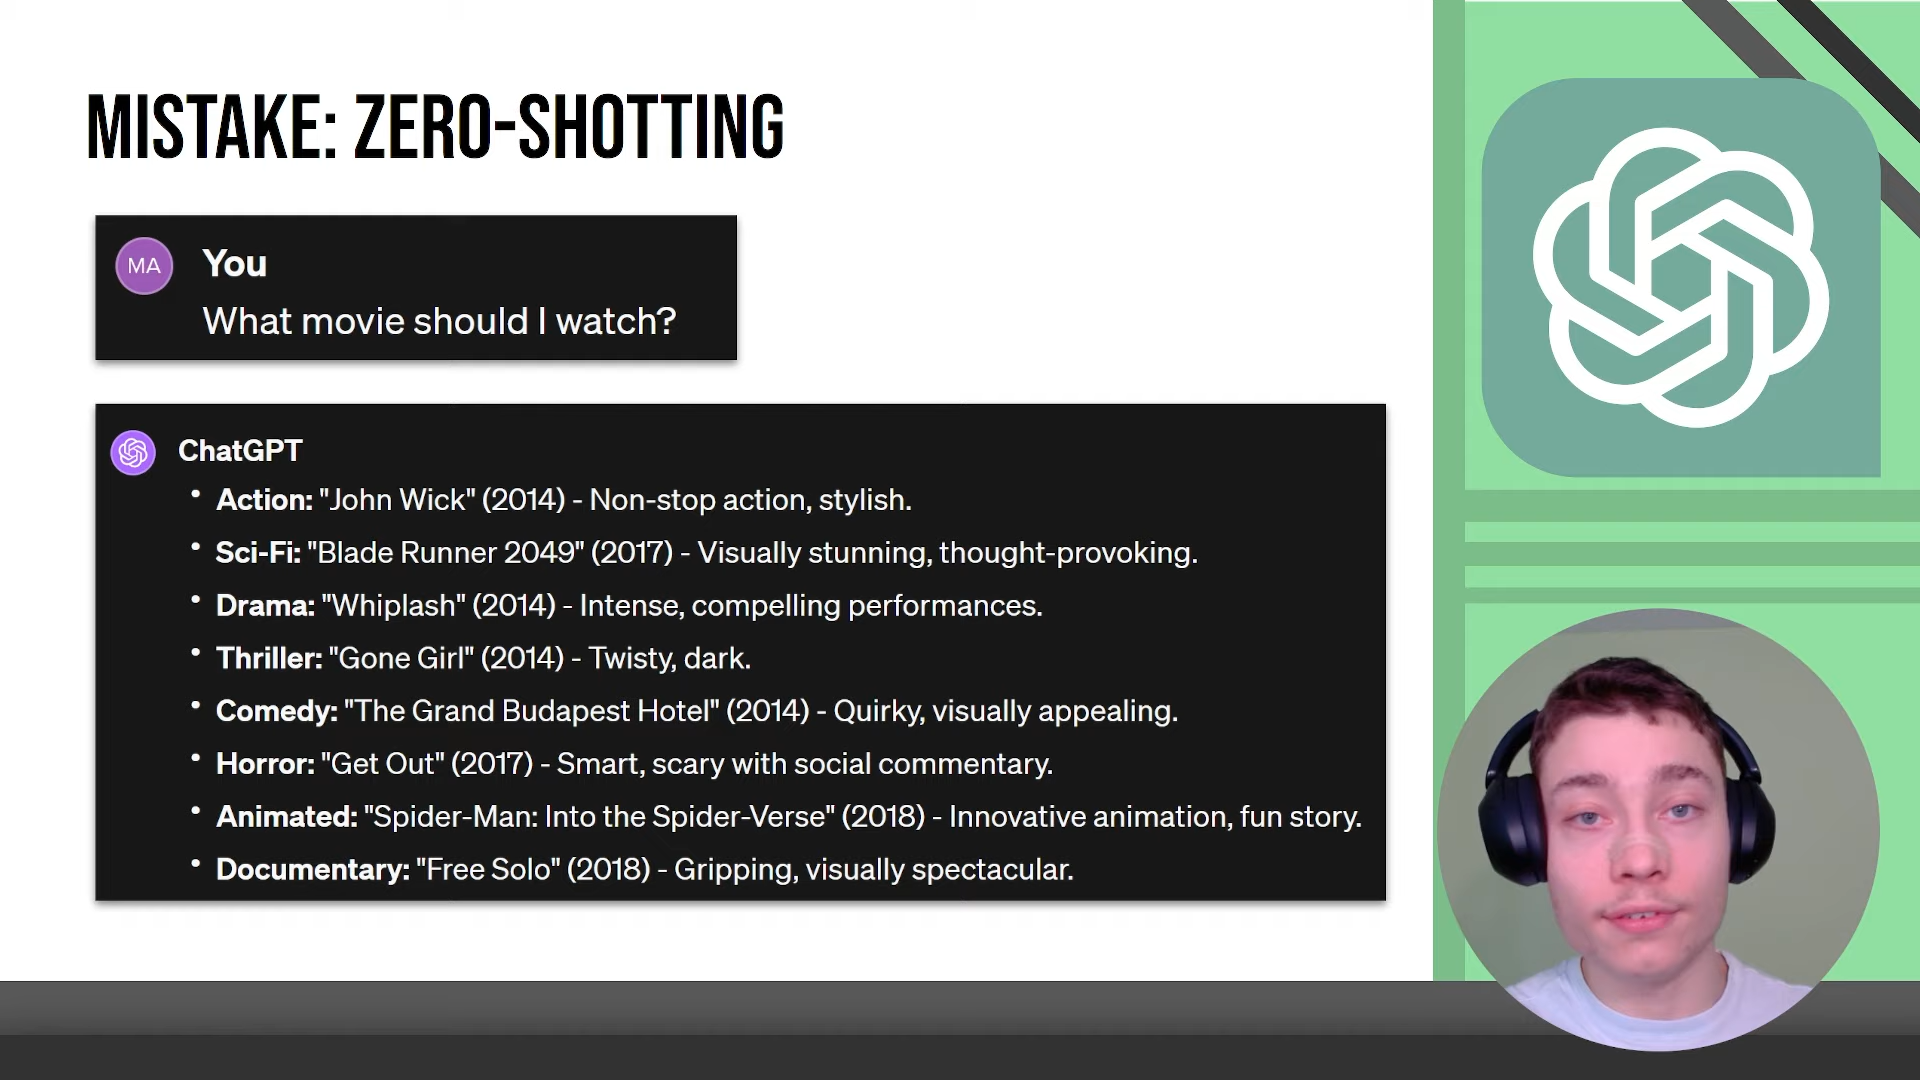 MISTAKE: ZERO-SHOTTING
MA
You
What movie should I watch?
ChatGPT
• Action: "John Wick" (2014) - Non-stop action, stylish.
• Sci-Fi: "Blade Runner 2049" (2017) - Visually stunning, thought-provoking.
• Drama: "Whiplash" (2014) - Intense, compelling performances.
• Thriller: "Gone Girl" (2014) - Twisty, dark.
• Comedy: "The Grand Budapest Hotel" (2014) - Quirky, visually appealing.
• Horror: "Get Out" (2017) - Smart, scary with social commentary.
• Animated: "Spider-Man: Into the Spider-Verse" (2018) - Innovative animation, fun story.
• Documentary: "Free Solo" (2018) - Gripping, visually spectacular.